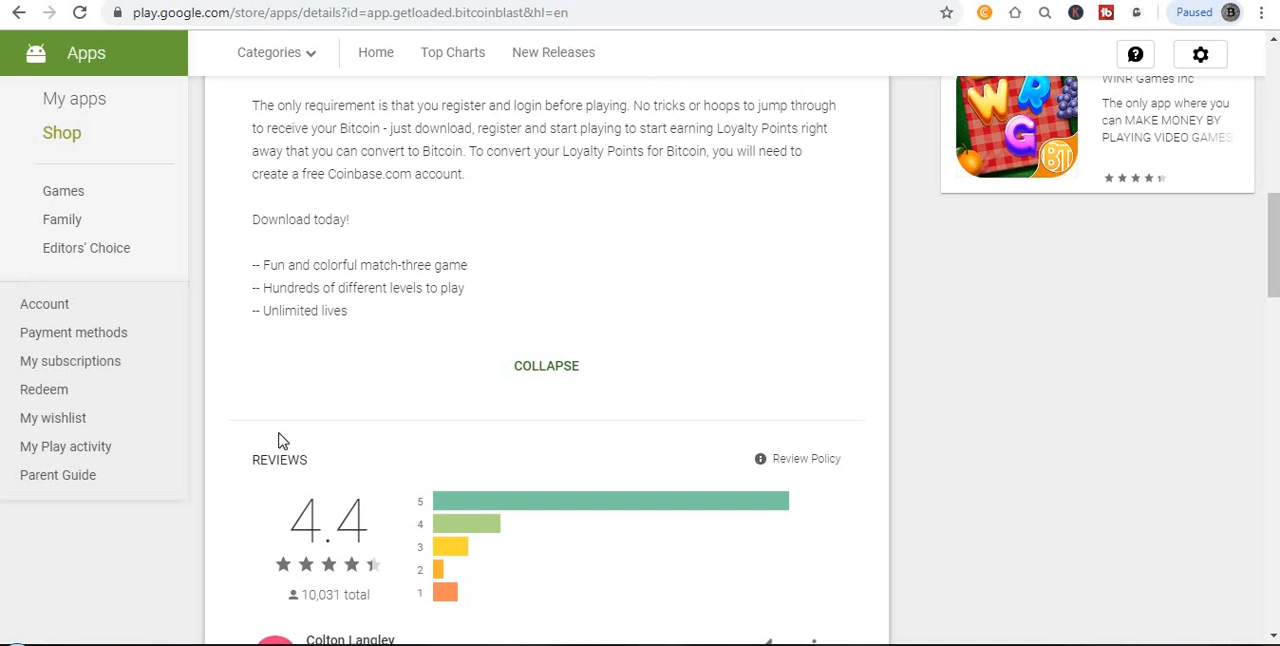 play.google.com/store/apps/details?id=app.getloaded.bitcoinblast&hl=en
Paused
Apps
Categories
Home
Top Charts
New Releases
My apps
Shop
Games
Family
Editors' Choice
Account
Payment methods
My subscriptions
Redeem
My wishlist
My Play activity
Parent Guide
The only requirement is that you register and login before playing. No tricks or hoops to jump through
to receive your Bitcoin - just download, register and start playing to start earning Loyalty Points right
away that you can convert to Bitcoin. To convert your Loyalty Points for Bitcoin, you will need to
create a free Coinbase.com account.
Download today!
-- Fun and colorful match-three game
-- Hundreds of different levels to play
-- Unlimited lives
COLLAPSE
REVIEWS
Review Policy
4.4
10,031 total
5
4
3
2
1
Colton Langley
W R
G
WINR Games Inc
The only app where you
can MAKE MONEY BY
PLAYING VIDEO GAMES